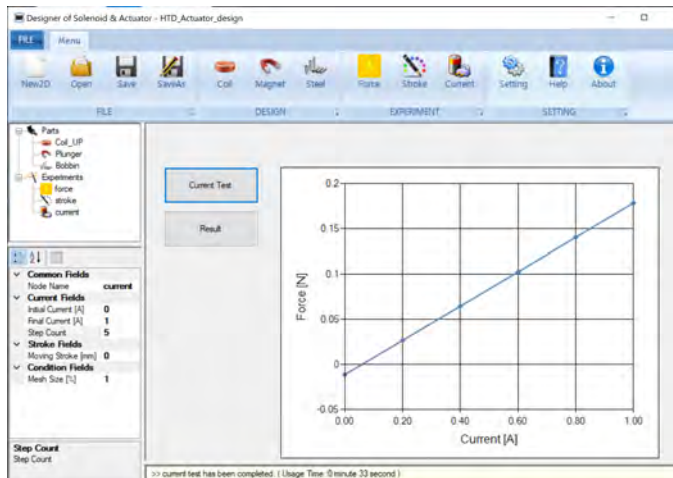 Designer of Solenoid & Actuator - HTD_Actuator_design
FILE Menu
New2D Open Save SaveAs Coil Magnet Steel Force Stroke Current Setting Help About
FILE DESIGN EXPERIMENT SETTING
Parts
Coil_UP
Plunger
Bobbin
Experiments
force
stroke
current
Common Fields
Node Name current
Current Fields
Initial Current [A] 0
Final Current [A] 1
Step Count 5
Stroke Fields
Moving Stroke [mm] 0
Condition Fields
Mesh Size [%] 1
Step Count
Step Count
Current Test
Result
0.2
0.15
0.1
0.05
0
-0.05
Force [N]
0.00 0.20 0.40 0.60 0.80 1.00
Current [A]
>> current test has been completed. ( Usage Time: 0 minute 33 second )